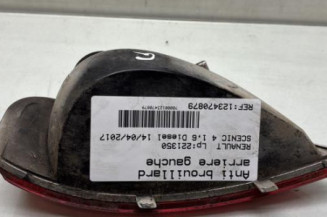 Anti brouillard
arriere gauche
RENAULT Lp:221350
SCENIC 4 1.6 Diesel 14/04/2017
REF:123470879